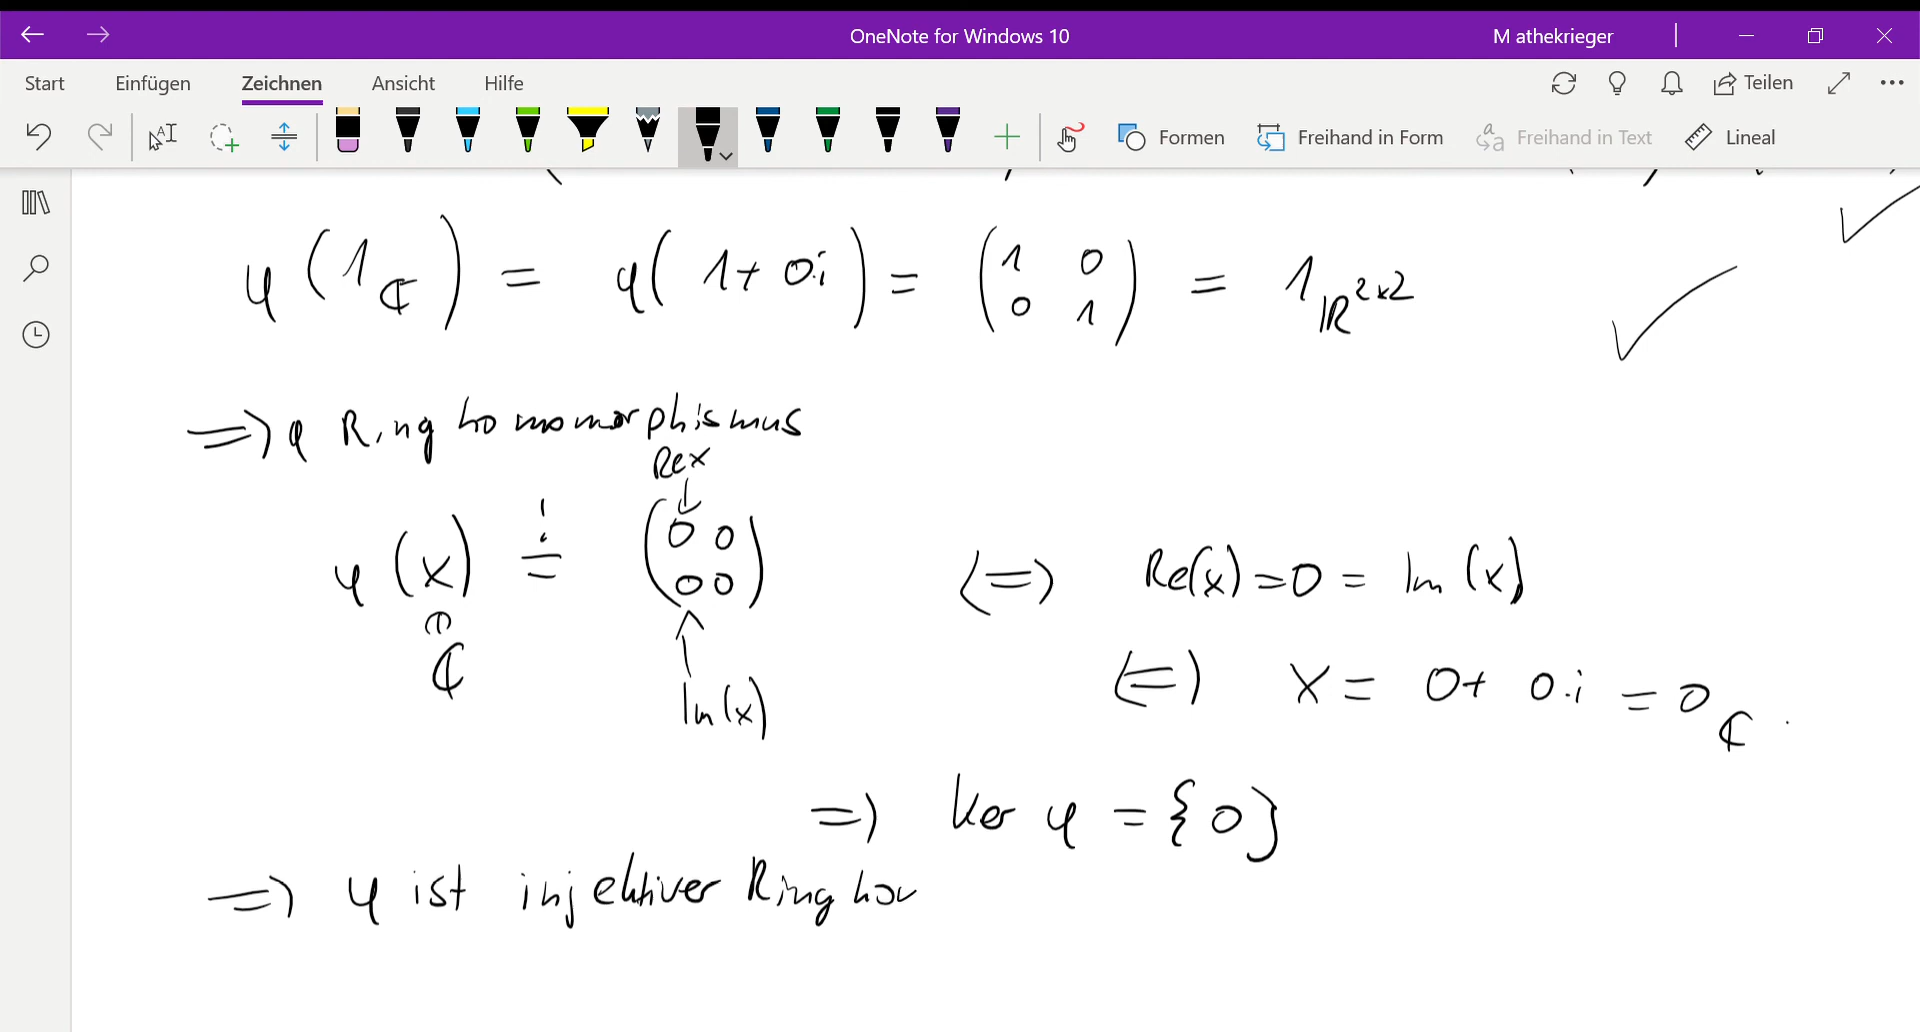 OneNote for Windows 10
M athekrieger
Start Einfügen Zeichnen Ansicht Hilfe
Teilen
Formen Freihand in Form Freihand in Text Lineal
φ(1_ℂ) = φ(1+0i) = (1 0 0 1) = 1_ℝ^2x2
=> φ Ringhomomorphismus
Re x
φ(x) =! (0 0 0 0) <=> Re(x)=0= Im(x)
ℂ
Im(x)
<=> x = 0+ 0·i = 0_ℂ
=> ker φ = {0}
=> φ ist injektiver Ringhom